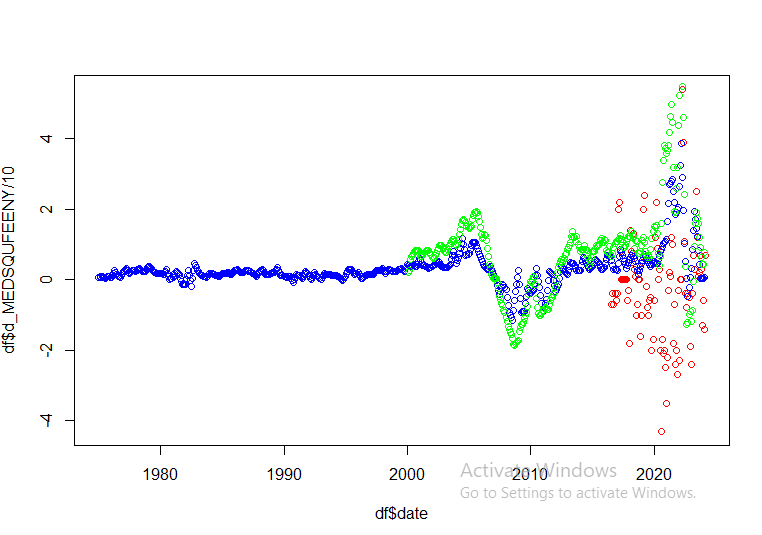 df$d_MEDSQUFEENY/10
4
2
0
-2
-4
1980 1990 2000 2010 2020
df$date
Activate Windows
Go to Settings to activate Windows.